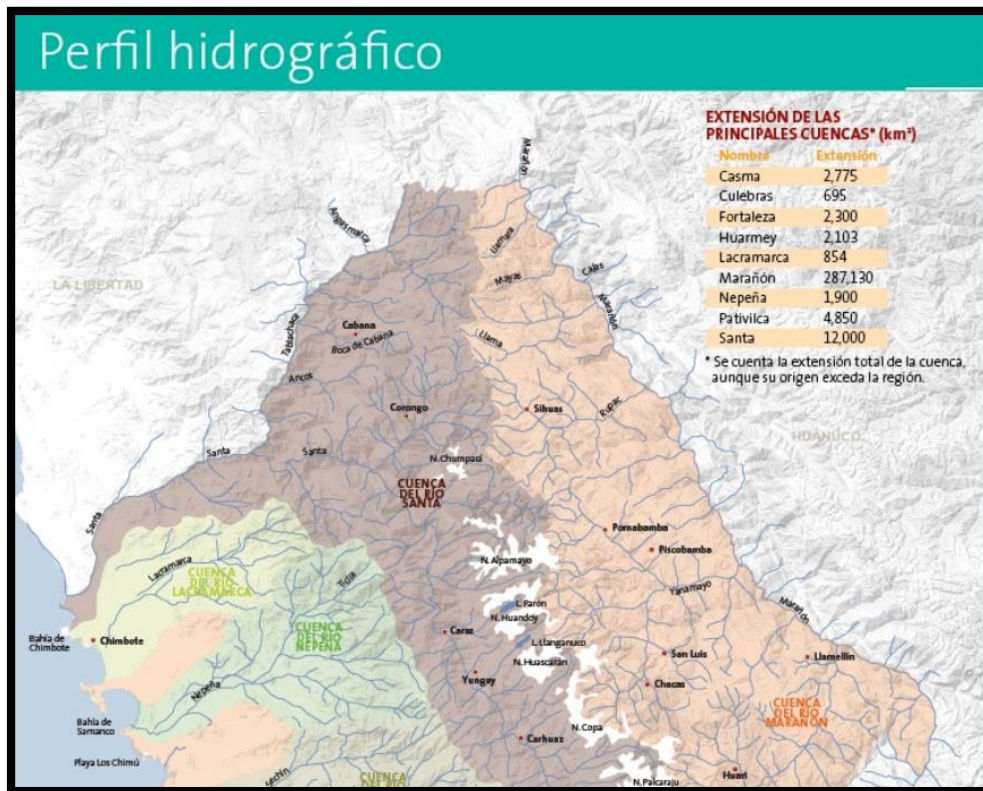 Perfil hidrográfico
EXTENSIÓN DE LAS
PRINCIPALES CUENCAS* (km²)
Nombre Extensión
Casma 2,775
Culebras 695
Fortaleza 2,300
Huarmey 2,103
Lacramarca 854
Marañón 287,130
Nepeña 1,900
Pativilca 4,850
Santa 12,000
* Se cuenta la extensión total de la cuenca,
aunque su origen exceda la región.
Marañón
Angasmarca
Llamara
Mayas
Calas
LA LIBERTAD
Marañón
Tablachaca
Cabana
Boca de Cabana
Llama
Ancos
Corongo
Sihuas
Rupac
HUÁNUCO
Santa
Santa
N. Champará
CUENCA
DEL RÍO
SANTA
Santa
Pomabamba
Piscobamba
Lacramarca
CUENCA
DEL RÍO
LACRAMARCA
Tidja
N. Alpamayo
Yanamayo
L. Parón
N. Huandoy
Marañón
Bahía de
Chimbote
Chimbote
CUENCA
DEL RÍO
NEPEÑA
Caraz
L. Llanganuco
N. Huascarán
San Luis
Llamellín
Nepeña
Yungay
Chacas
CUENCA
DEL RÍO
MARAÑÓN
Bahía de
Samanco
N. Copa
Carhuaz
Playa Los Chimú
Sechín
CUENCA
N. Palcaraju
Huari